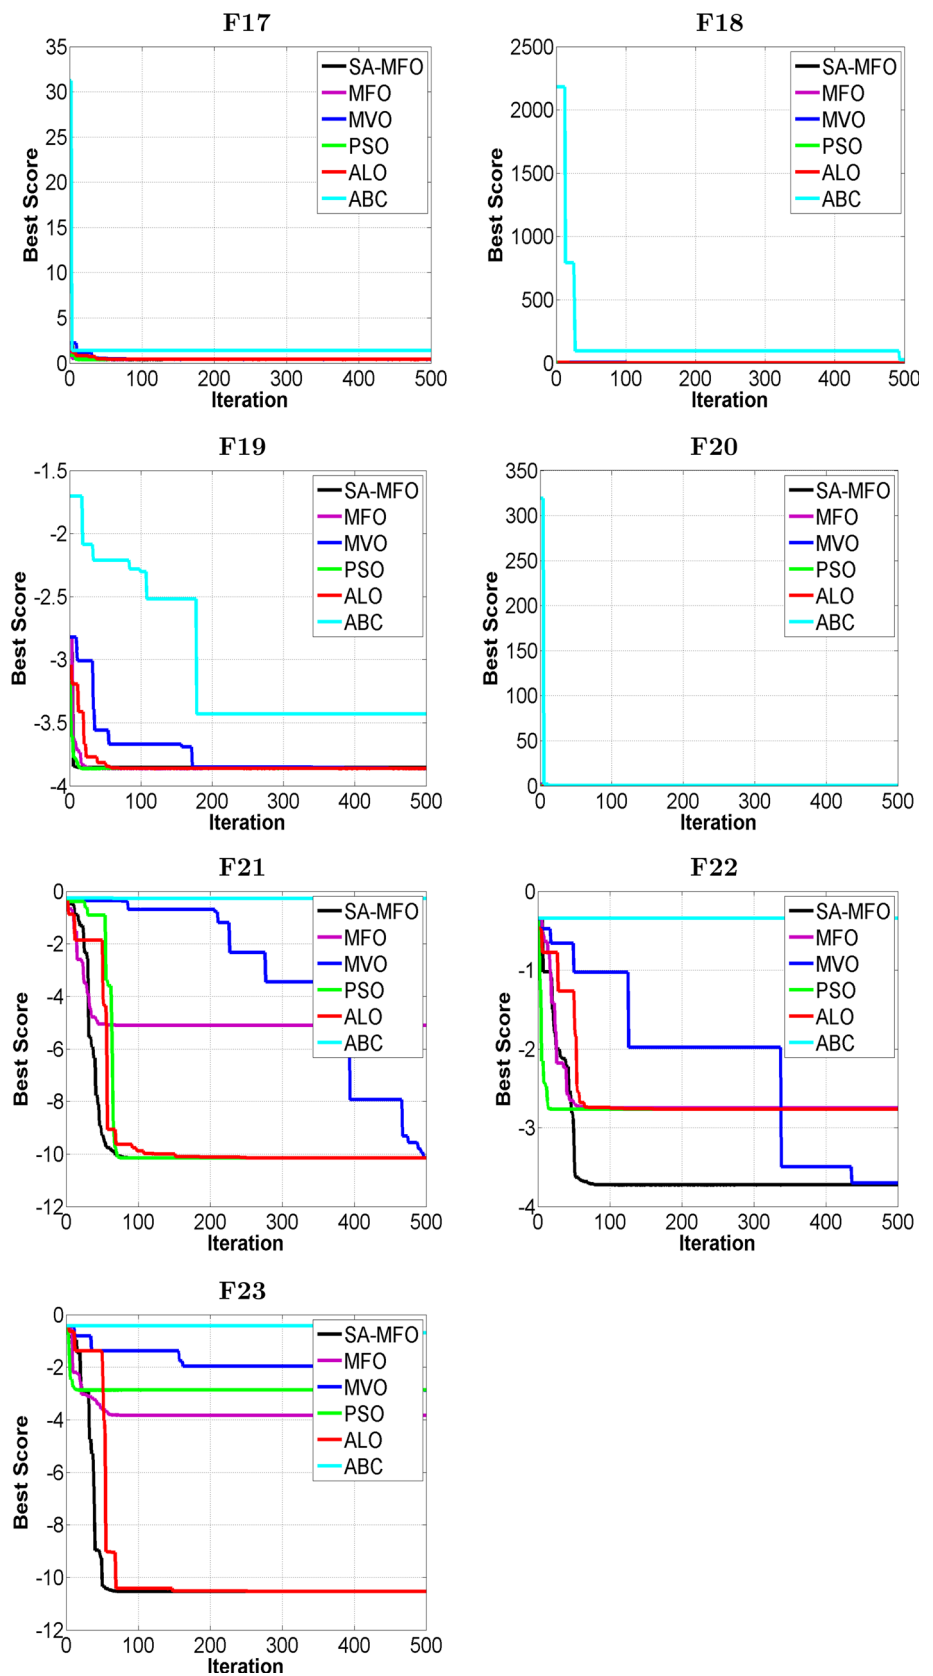 F17
35
30
25
20
15
10
5
0
Best Score
SA-MFO
MFO
MVO
PSO
ALO
ABC
0 100 200 300 400 500
Iteration
F18
2500
2000
1500
1000
500
0
Best Score
SA-MFO
MFO
MVO
PSO
ALO
ABC
0 100 200 300 400 500
Iteration
F19
-1.5
-2
-2.5
-3
-3.5
-4
Best Score
SA-MFO
MFO
MVO
PSO
ALO
ABC
0 100 200 300 400 500
Iteration
F20
350
300
250
200
150
100
50
0
Best Score
SA-MFO
MFO
MVO
PSO
ALO
ABC
0 100 200 300 400 500
Iteration
F21
0
-2
-4
-6
-8
-10
-12
Best Score
SA-MFO
MFO
MVO
PSO
ALO
ABC
0 100 200 300 400 500
Iteration
F22
0
-1
-2
-3
-4
Best Score
SA-MFO
MFO
MVO
PSO
ALO
ABC
0 100 200 300 400 500
Iteration
F23
0
-2
-4
-6
-8
-10
-12
Best Score
SA-MFO
MFO
MVO
PSO
ALO
ABC
0 100 200 300 400 500
Iteration